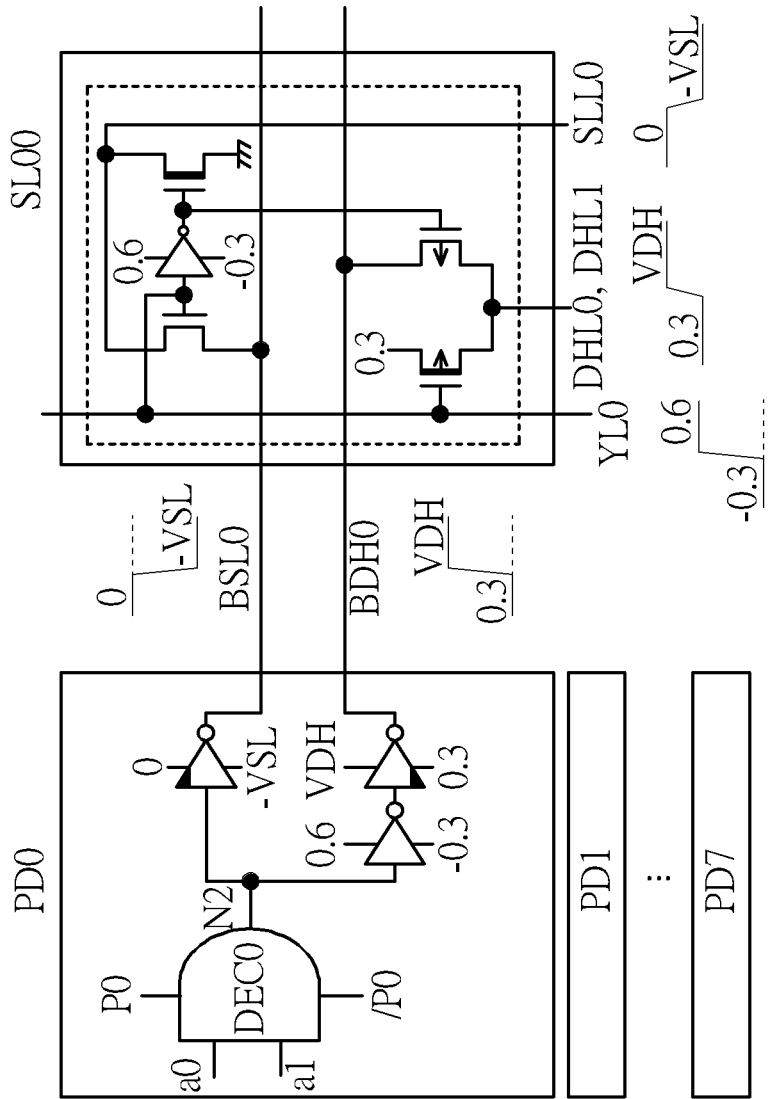 PD0
P0
a0
a1
DEC0
/P0
N2
0
-VSL
0.6
-0.3
VDH
0.3
PD1
⋮
PD7
0
-VSL
BSL0
BDH0
VDH
0.3
SL00
0.6
-0.3
0.3
YL0
DHL0, DHL1
SLL0
-0.3
0.6
0.3
VDH
0
-VSL